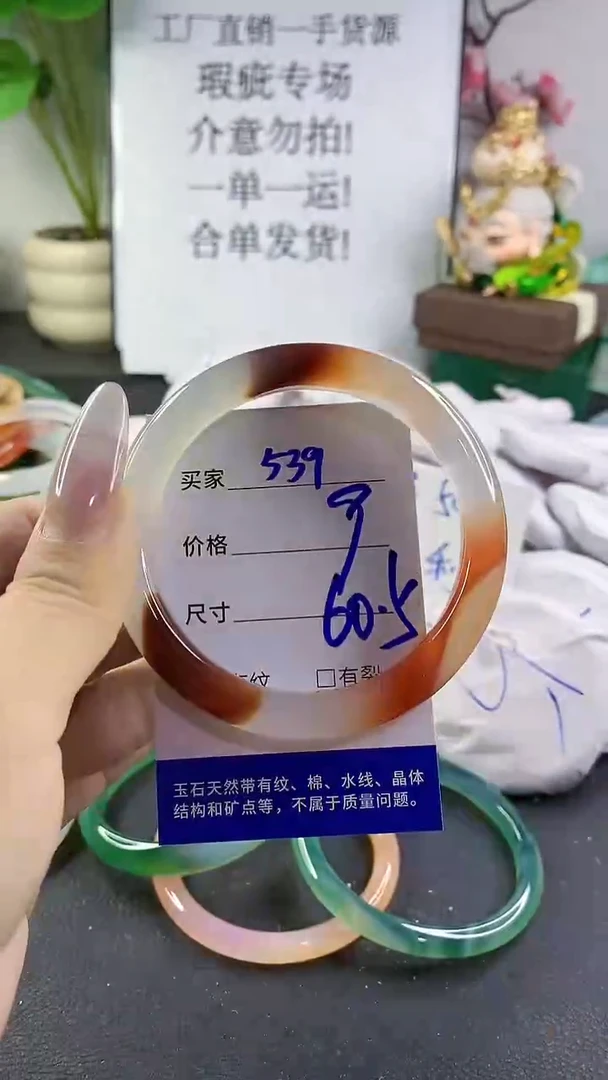 工厂直销一手货源
瑕疵专场
介意勿拍!
一单一运!
合单发货!
买家 539
价格
尺寸 60.5
纹 □有裂
玉石天然带有纹、棉、水线、晶体
结构和矿点等，不属于质量问题。